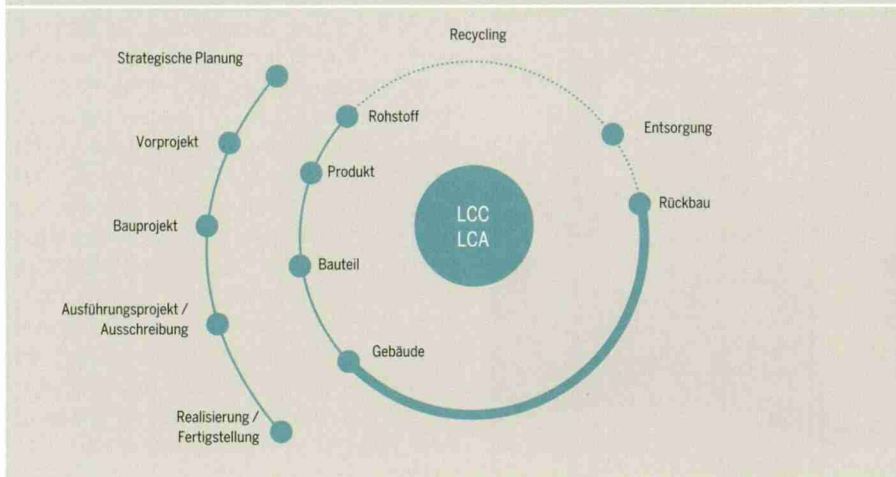 Recycling
Strategische Planung
Rohstoff
Entsorgung
Vorprojekt
Produkt
Rückbau
LCC
LCA
Bauprojekt
Bauteil
Ausführungsprojekt /
Ausschreibung
Gebäude
Realisierung /
Fertigstellung